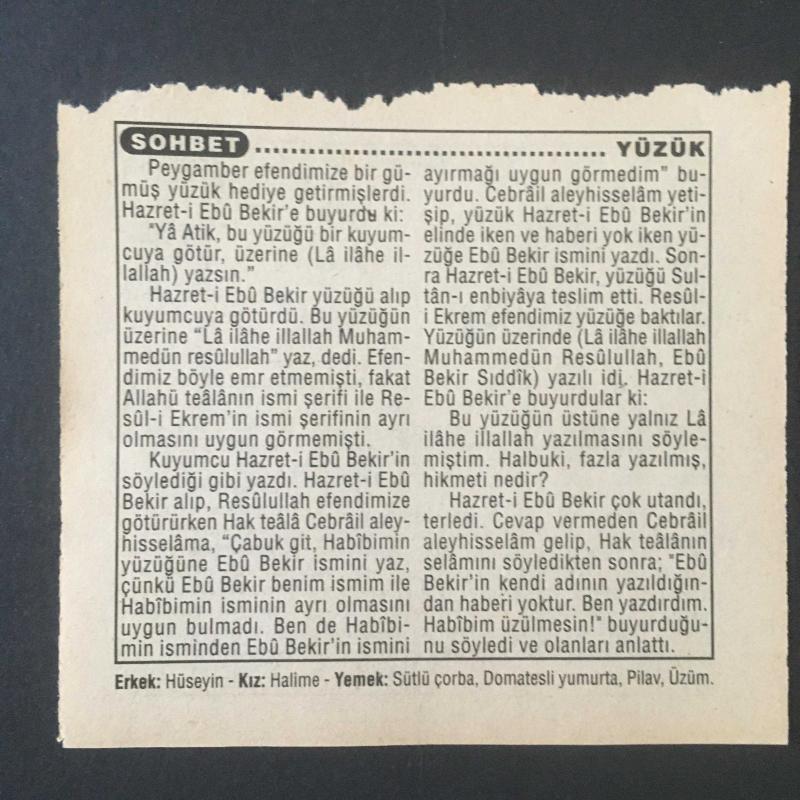 SOHBET ........................................ YÜZÜK
Peygamber efendimize bir gü-
müş yüzük hediye getirmişlerdi.
Hazret-i Ebû Bekir’e buyurdu ki:
"Yâ Atik, bu yüzüğü bir kuyum-
cuya götür, üzerine (Lâ ilâhe il-
lallah) yazsın.”
Hazret-i Ebû Bekir yüzüğü alıp
kuyumcuya götürdü. Bu yüzüğün
üzerine “Lâ ilâhe illallah Muham-
medün resûlullah” yaz, dedi. Efen-
dimiz böyle emr etmemişti, fakat
Allahü teâlânın ismi şerifi ile Re-
sûl-i Ekrem’in ismi şerifinin ayrı
olmasını uygun görmemişti.
Kuyumcu Hazret-i Ebû Bekir’in
söylediği gibi yazdı. Hazret-i Ebû
Bekir alıp, Resûlullah efendimize
götürürken Hak teâlâ Cebrâil aley-
hisselâma, “Çabuk git, Habîbimin
yüzüğüne Ebû Bekir ismini yaz,
çünkü Ebû Bekir benim ismim ile
Habîbimin isminin ayrı olmasını
uygun bulmadı. Ben de Habîbi-
min isminden Ebû Bekir’in ismini
ayırmağı uygun görmedim” bu-
yurdu. Cebrâil aleyhisselâm yeti-
şip, yüzük Hazret-i Ebû Bekir’in
elinde iken ve haberi yok iken yü-
züğe Ebû Bekir ismini yazdı. Son-
ra Hazret-i Ebû Bekir, yüzüğü Sul-
tân-ı enbiyâya teslim etti. Resûl-
i Ekrem efendimiz yüzüğe baktılar.
Yüzüğün üzerinde (Lâ ilâhe illallah
Muhammedün Resûlullah, Ebû
Bekir Sıddîk) yazılı idi. Hazret-i
Ebû Bekir’e buyurdular ki:
Bu yüzüğün üstüne yalnız Lâ
ilâhe illallah yazılmasını söyle-
miştim. Halbuki, fazla yazılmış,
hikmeti nedir?
Hazret-i Ebû Bekir çok utandı,
terledi. Cevap vermeden Cebrâil
aleyhisselâm gelip, Hak teâlânın
selâmını söyledikten sonra; "Ebû
Bekir’in kendi adının yazıldığın-
dan haberi yoktur. Ben yazdırdım.
Habîbim üzülmesin!" buyurduğu-
nu söyledi ve olanları anlattı.
Erkek: Hüseyin - Kız: Halîme - Yemek: Sütlü çorba, Domatesli yumurta, Pilav, Üzüm.